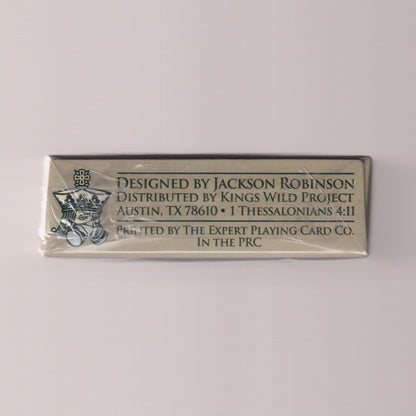 Designed by Jackson Robinson
Distributed by Kings Wild Project
Austin, TX 78610 • 1 Thessalonians 4:11
Printed by The Expert Playing Card Co.
In the PRC